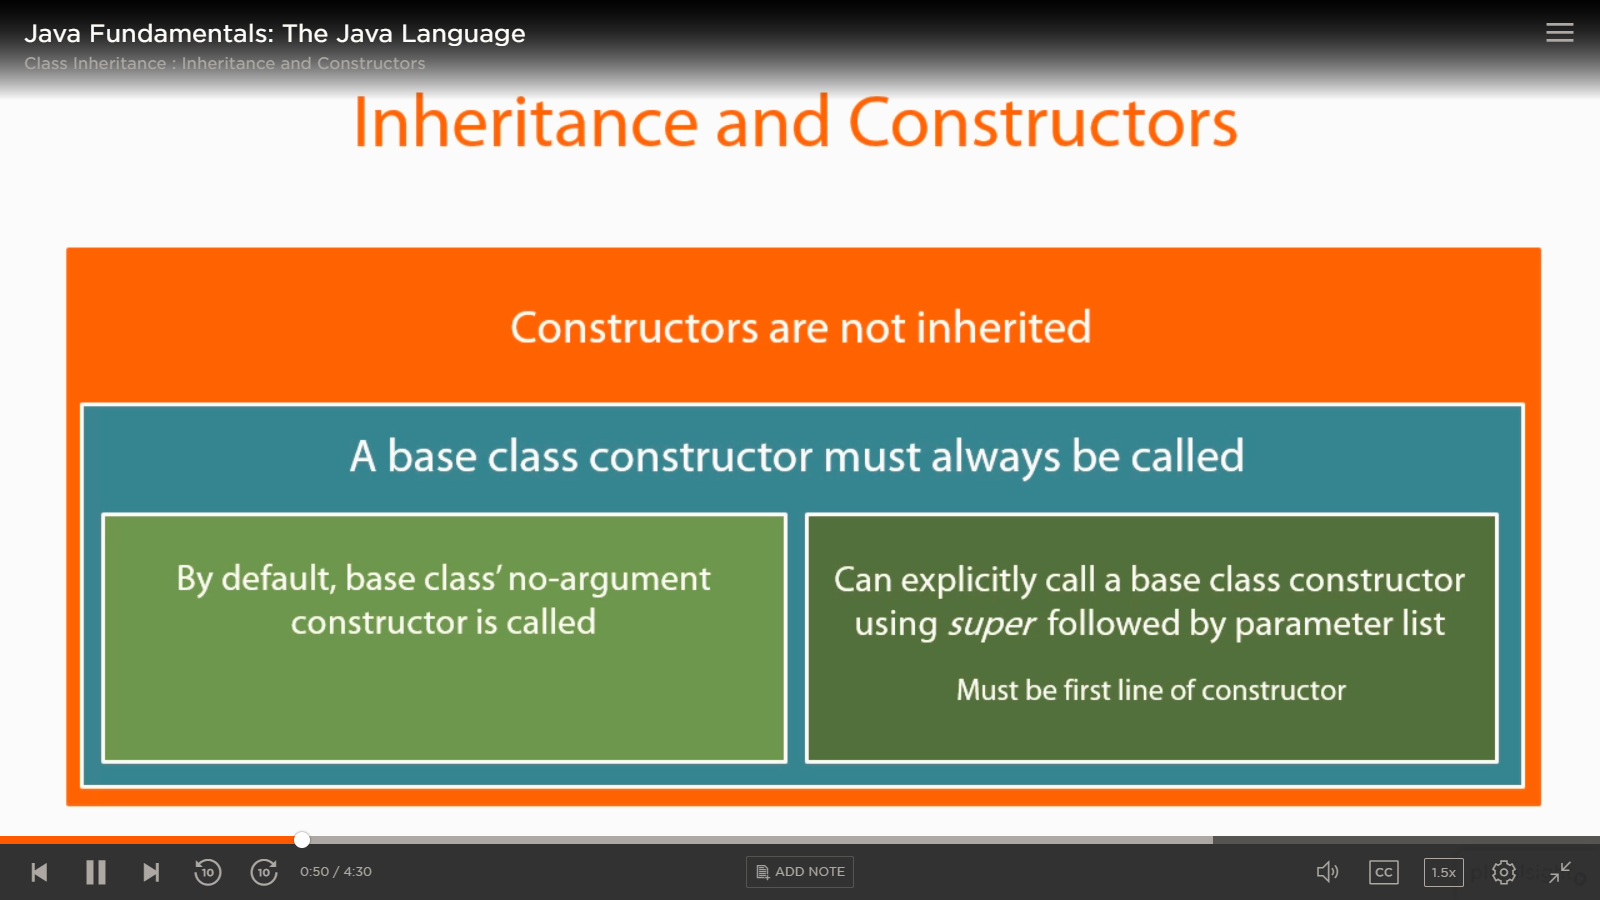 Java Fundamentals: The Java Language
Class Inheritance : Inheritance and Constructors
Inheritance and Constructors
Constructors are not inherited
A base class constructor must always be called
By default, base class’ no-argument
constructor is called
Can explicitly call a base class constructor
using super followed by parameter list
Must be first line of constructor
10
10
0:50 / 4:30
ADD NOTE
CC
1.5x